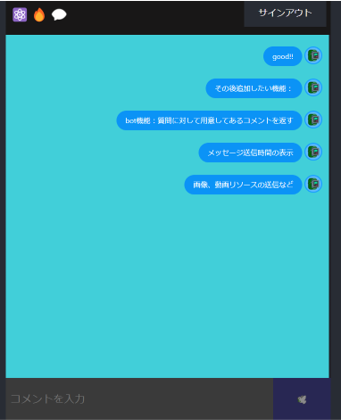 サインアウト
good!!
その後追加したい機能：
bot機能：質問に対して用意してあるコメントを返す
メッセージ送信時間の表示
画像、動画リソースの送信など
コメントを入力